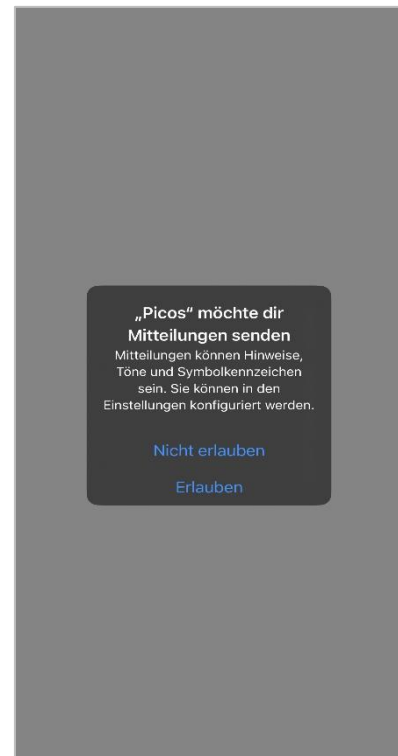 „Picos“ möchte dir
Mitteilungen senden
Mitteilungen können Hinweise,
Töne und Symbolkennzeichen
sein. Sie können in den
Einstellungen konfiguriert werden.
Nicht erlauben
Erlauben